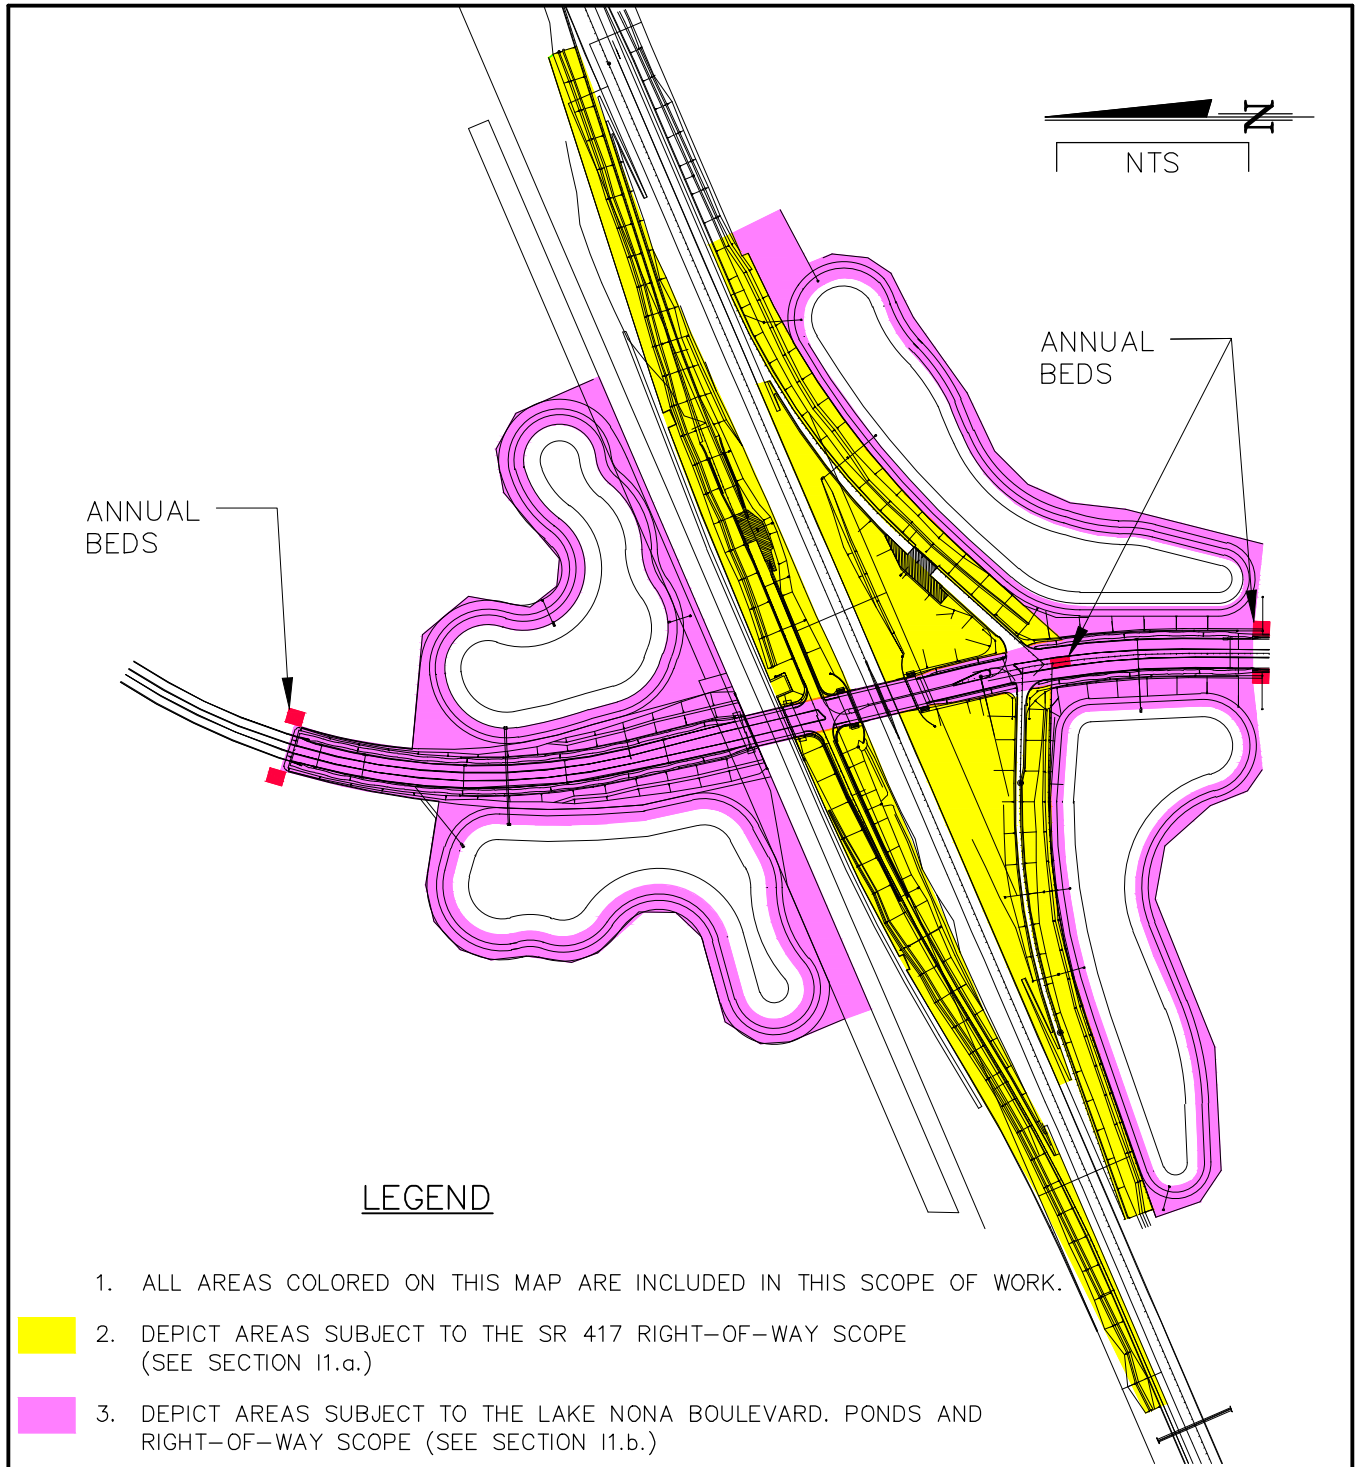 N
NTS
ANNUAL
BEDS
ANNUAL
BEDS
LEGEND
1. ALL AREAS COLORED ON THIS MAP ARE INCLUDED IN THIS SCOPE OF WORK.
2. DEPICT AREAS SUBJECT TO THE SR 417 RIGHT-OF-WAY SCOPE
(SEE SECTION I1.a.)
3. DEPICT AREAS SUBJECT TO THE LAKE NONA BOULEVARD. PONDS AND
RIGHT-OF-WAY SCOPE (SEE SECTION I1.b.)